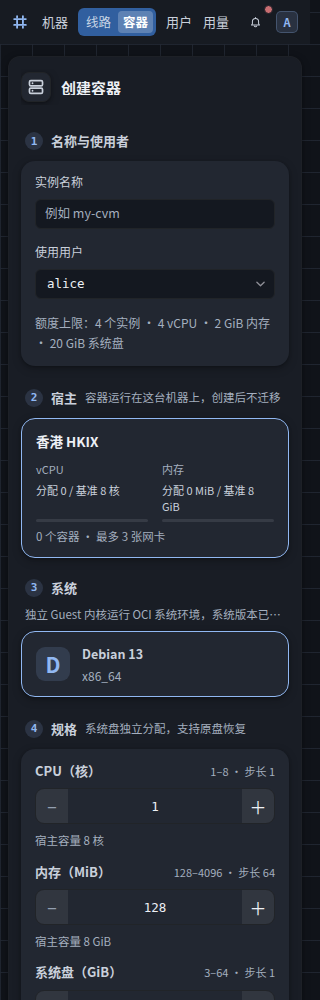 机器 线路 容器 用户 用量 A
创建容器
1 名称与使用者
实例名称
例如 my-cvm
使用用户
alice
额度上限：4 个实例 · 4 vCPU · 2 GiB 内存
· 20 GiB 系统盘
2 宿主 容器运行在这台机器上，创建后不迁移
香港 HKIX
vCPU 内存
分配 0 / 基准 8 核 分配 0 MiB / 基准 8
GiB
0 个容器 · 最多 3 张网卡
3 系统
独立 Guest 内核运行 OCI 系统环境，系统版本已…
D Debian 13
x86_64
4 规格 系统盘独立分配，支持原盘恢复
CPU（核） 1–8 · 步长 1
− 1 +
宿主容量 8 核
内存（MiB） 128–4096 · 步长 64
− 128 +
宿主容量 8 GiB
系统盘（GiB） 3–64 · 步长 1